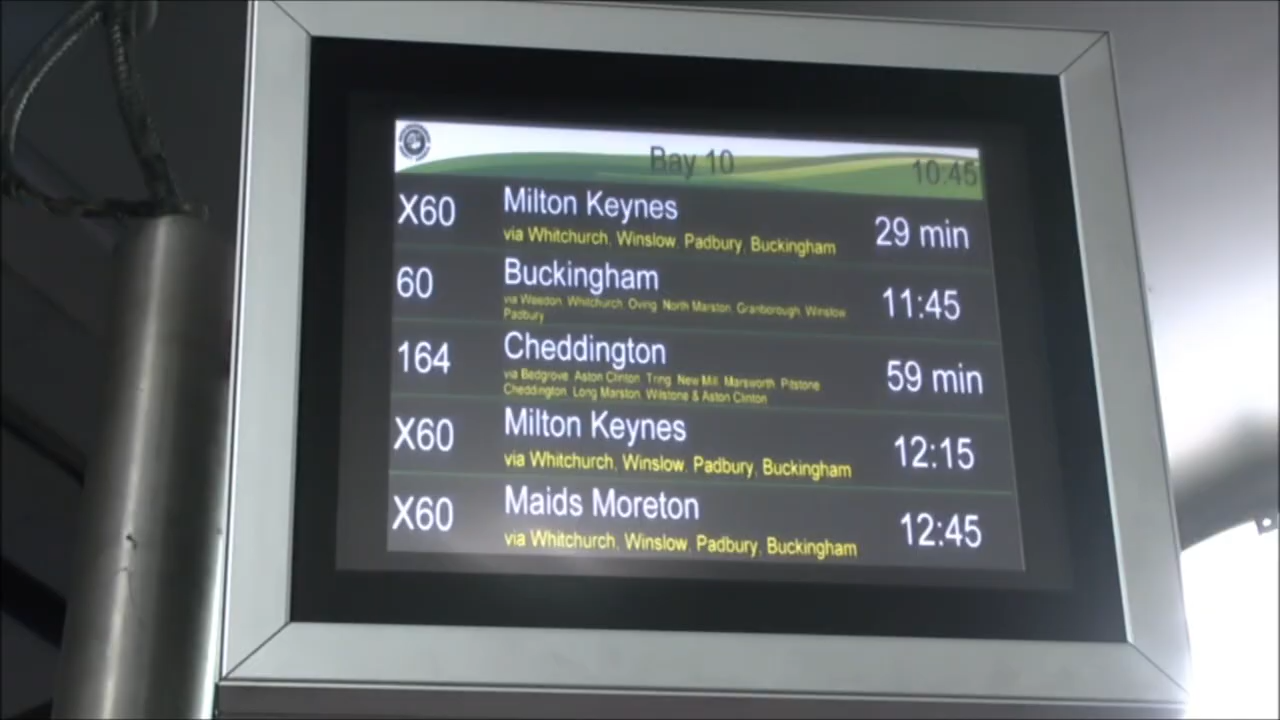 Bay 10 10:45
X60 Milton Keynes 29 min
via Whitchurch, Winslow, Padbury, Buckingham
60 Buckingham 11:45
via Weedon, Whitchurch, Oving, North Marston, Granborough, Winslow
Padbury
164 Cheddington 59 min
via Bedgrove, Aston Clinton, Tring, New Mill, Marsworth, Pitstone
Cheddington, Long Marston, Wilstone & Aston Clinton
X60 Milton Keynes 12:15
via Whitchurch, Winslow, Padbury, Buckingham
X60 Maids Moreton 12:45
via Whitchurch, Winslow, Padbury, Buckingham